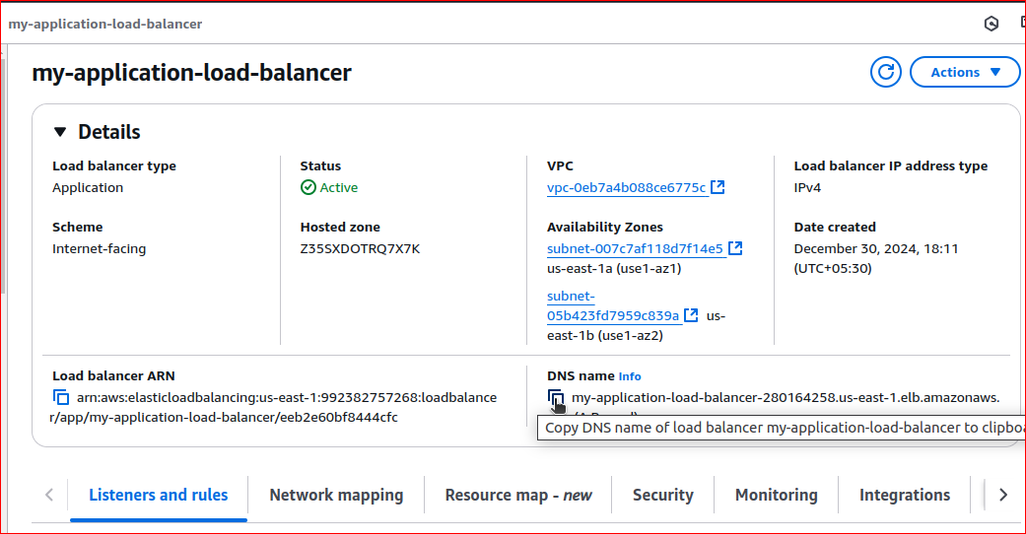 my-application-load-balancer
my-application-load-balancer
Actions
Details
Load balancer type
Application
Status
Active
VPC
vpc-0eb7a4b088ce6775c
Load balancer IP address type
IPv4
Scheme
Internet-facing
Hosted zone
Z35SXDOTRQ7X7K
Availability Zones
subnet-007c7af118d7f14e5
us-east-1a (use1-az1)
subnet-
05b423fd7959c839a us-
east-1b (use1-az2)
Date created
December 30, 2024, 18:11
(UTC+05:30)
Load balancer ARN
arn:aws:elasticloadbalancing:us-east-1:992382757268:loadbalance
r/app/my-application-load-balancer/eeb2e60bf8444cfc
DNS name Info
my-application-load-balancer-280164258.us-east-1.elb.amazonaws.
Copy DNS name of load balancer my-application-load-balancer to clipboa
Listeners and rules
Network mapping
Resource map - new
Security
Monitoring
Integrations